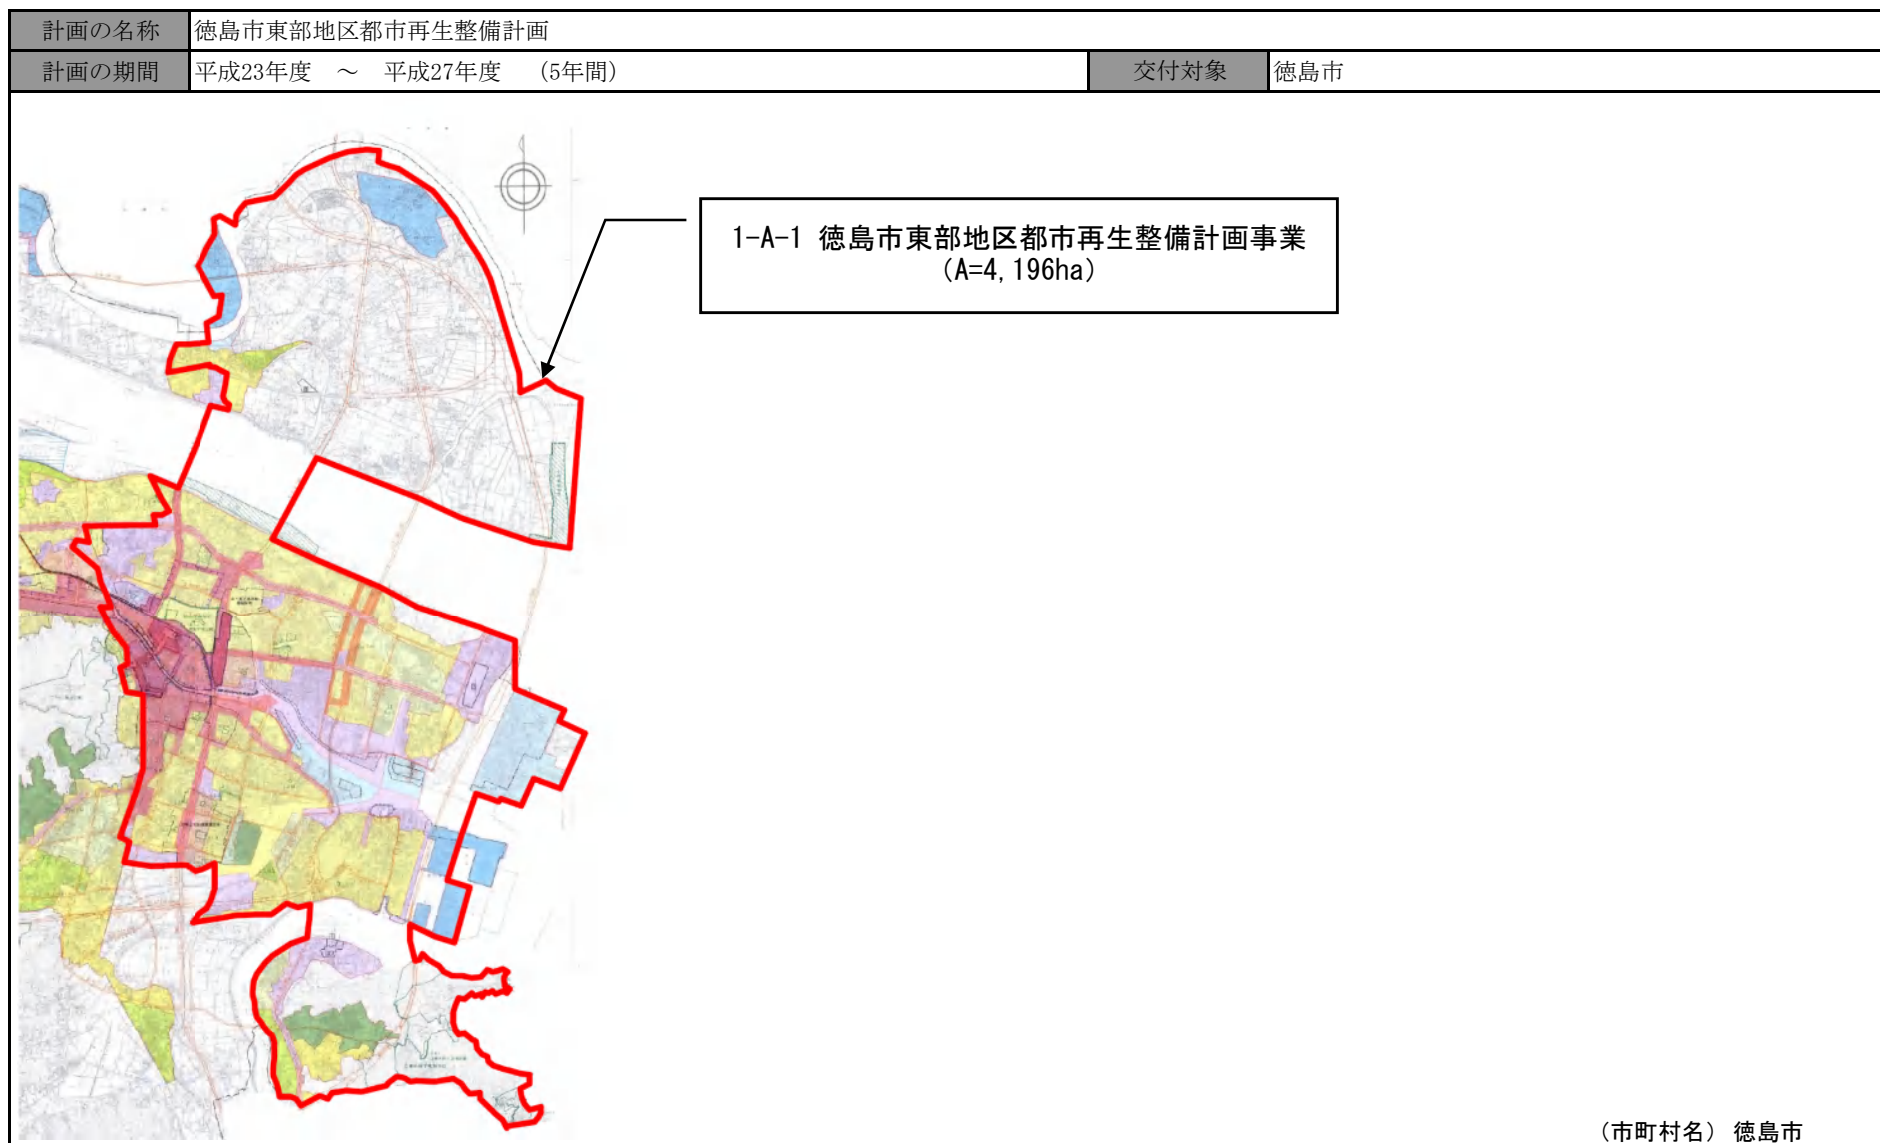 計画の名称 徳島市東部地区都市再生整備計画
計画の期間 平成23年度 ～ 平成27年度 （5年間） 交付対象 徳島市
1-A-1 徳島市東部地区都市再生整備計画事業
（A=4,196ha）
（市町村名） 徳島市